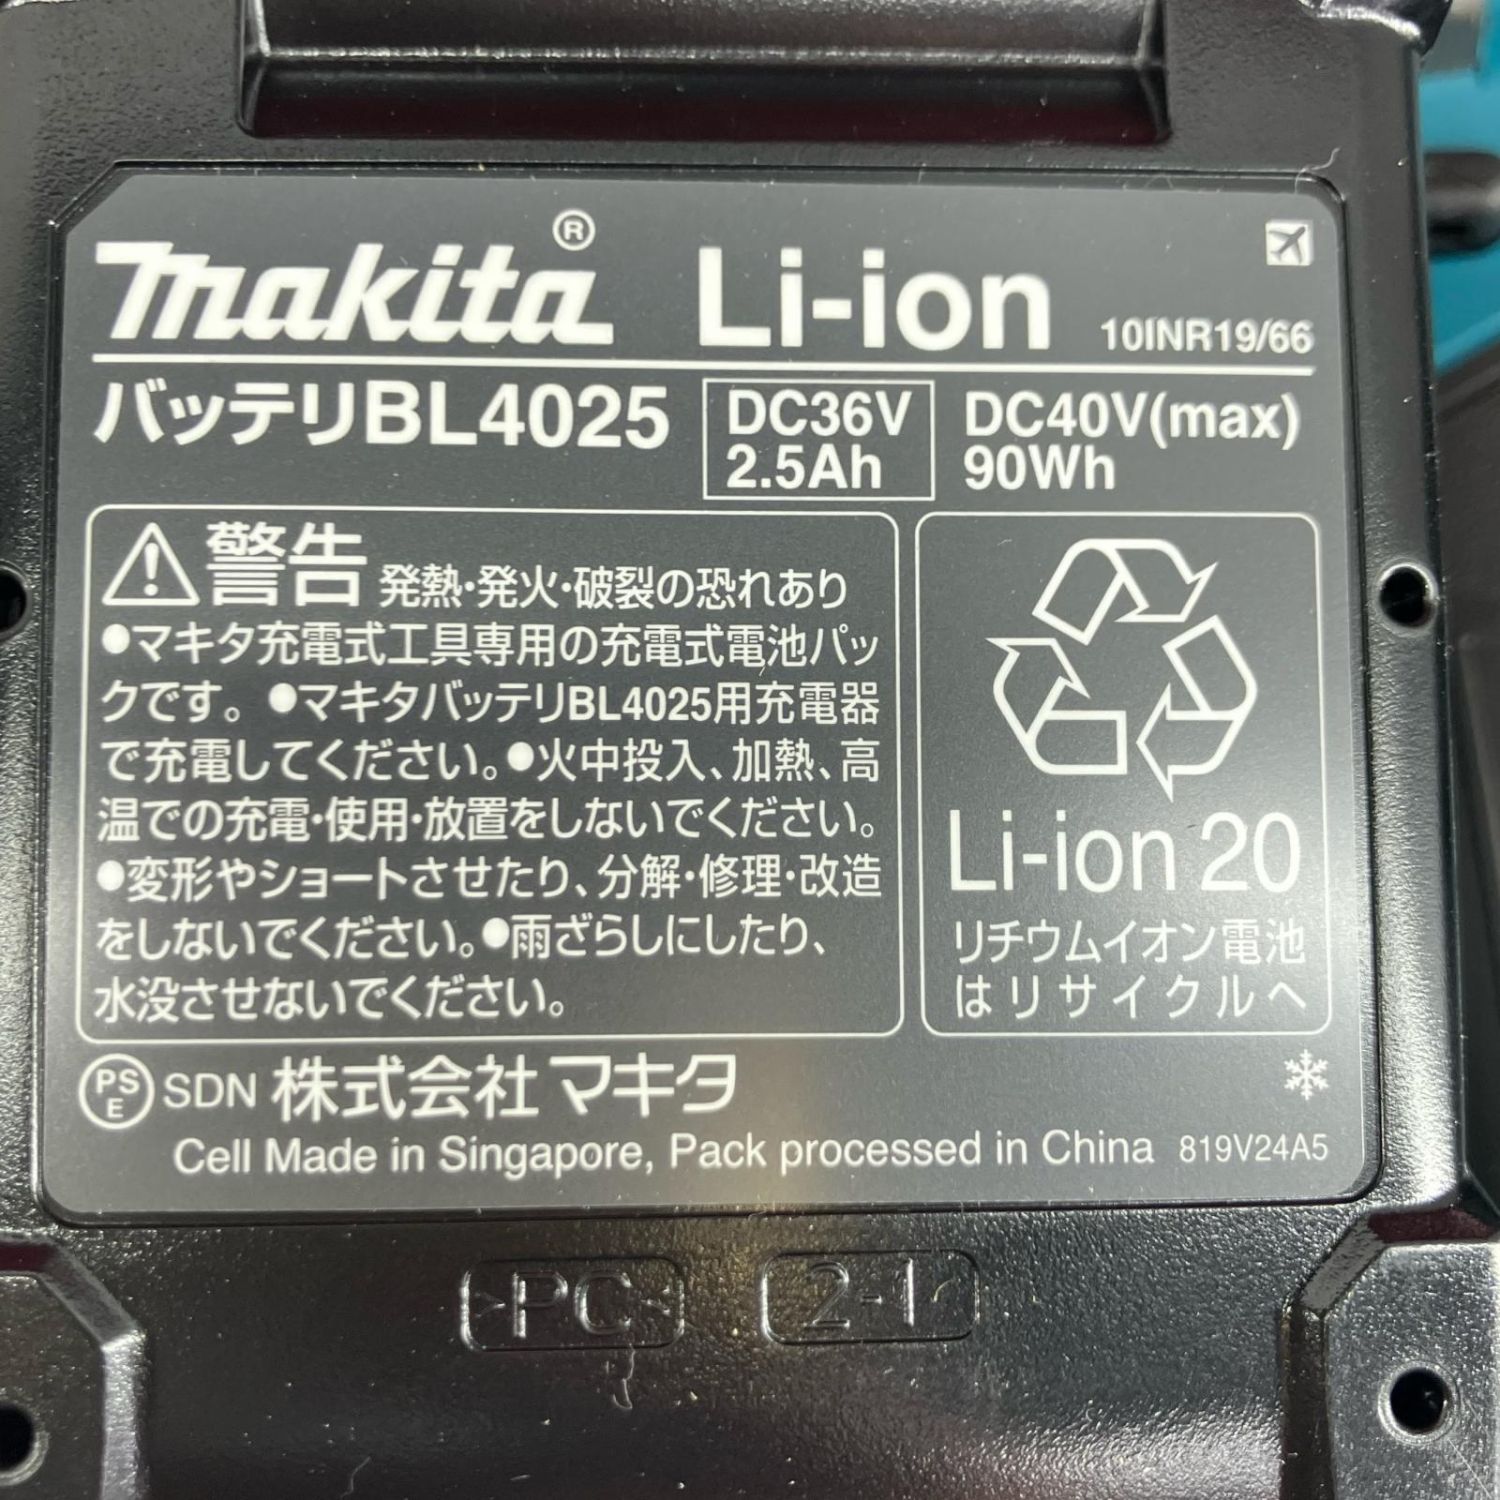 makita® Li-ion 10INR19/66
バッテリBL4025 DC36V DC40V(max)
2.5Ah 90Wh
警告 発熱・発火・破裂の恐れあり
●マキタ充電式工具専用の充電式電池パッ
クです。●マキタバッテリBL4025用充電器
で充電してください。●火中投入、加熱、高
温での充電・使用・放置をしないでください。
●変形やショートさせたり、分解・修理・改造
をしないでください。●雨ざらしにしたり、
水没させないでください。
Li-ion 20
リチウムイオン電池
はリサイクルへ
PSE SDN 株式会社マキタ
Cell Made in Singapore, Pack processed in China 819V24A5
>PC< 2-1